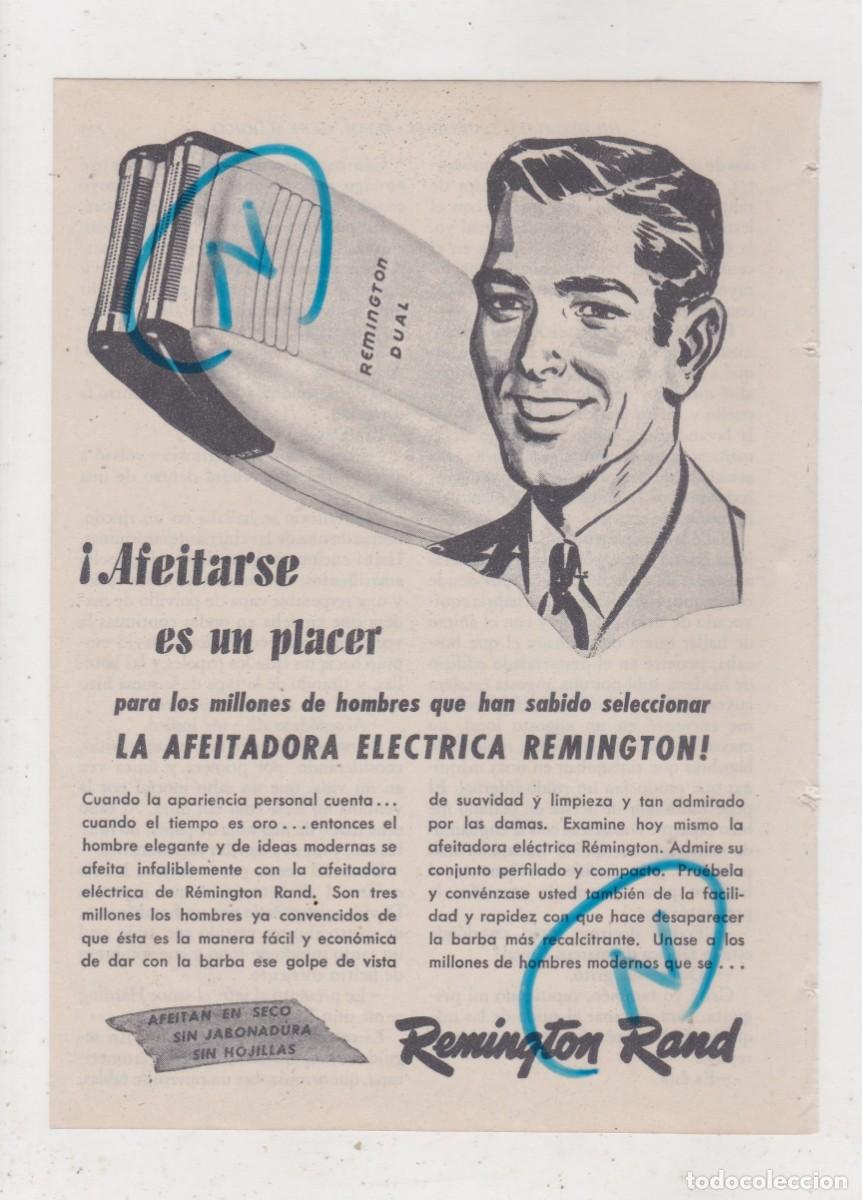 REMINGTON
DUAL
N
¡Afeitarse
es un placer
para los millones de hombres que han sabido seleccionar
LA AFEITADORA ELECTRICA REMINGTON!
Cuando la apariencia personal cuenta...
cuando el tiempo es oro... entonces el
hombre elegante y de ideas modernas se
afeita infaliblemente con la afeitadora
eléctrica de Rémington Rand. Son tres
millones los hombres ya convencidos de
que ésta es la manera fácil y económica
de dar con la barba ese golpe de vista
de suavidad y limpieza y tan admirado
por las damas. Examine hoy mismo la
afeitadora eléctrica Rémington. Admire su
conjunto perfilado y compacto. Pruébela
y convénzase usted también de la facili-
dad y rapidez con que hace desaparecer
la barba más recalcitrante. Unase a los
millones de hombres modernos que se...
N
AFEITAN EN SECO
SIN JABONADURA
SIN HOJILLAS
Remington Rand
todocoleccion